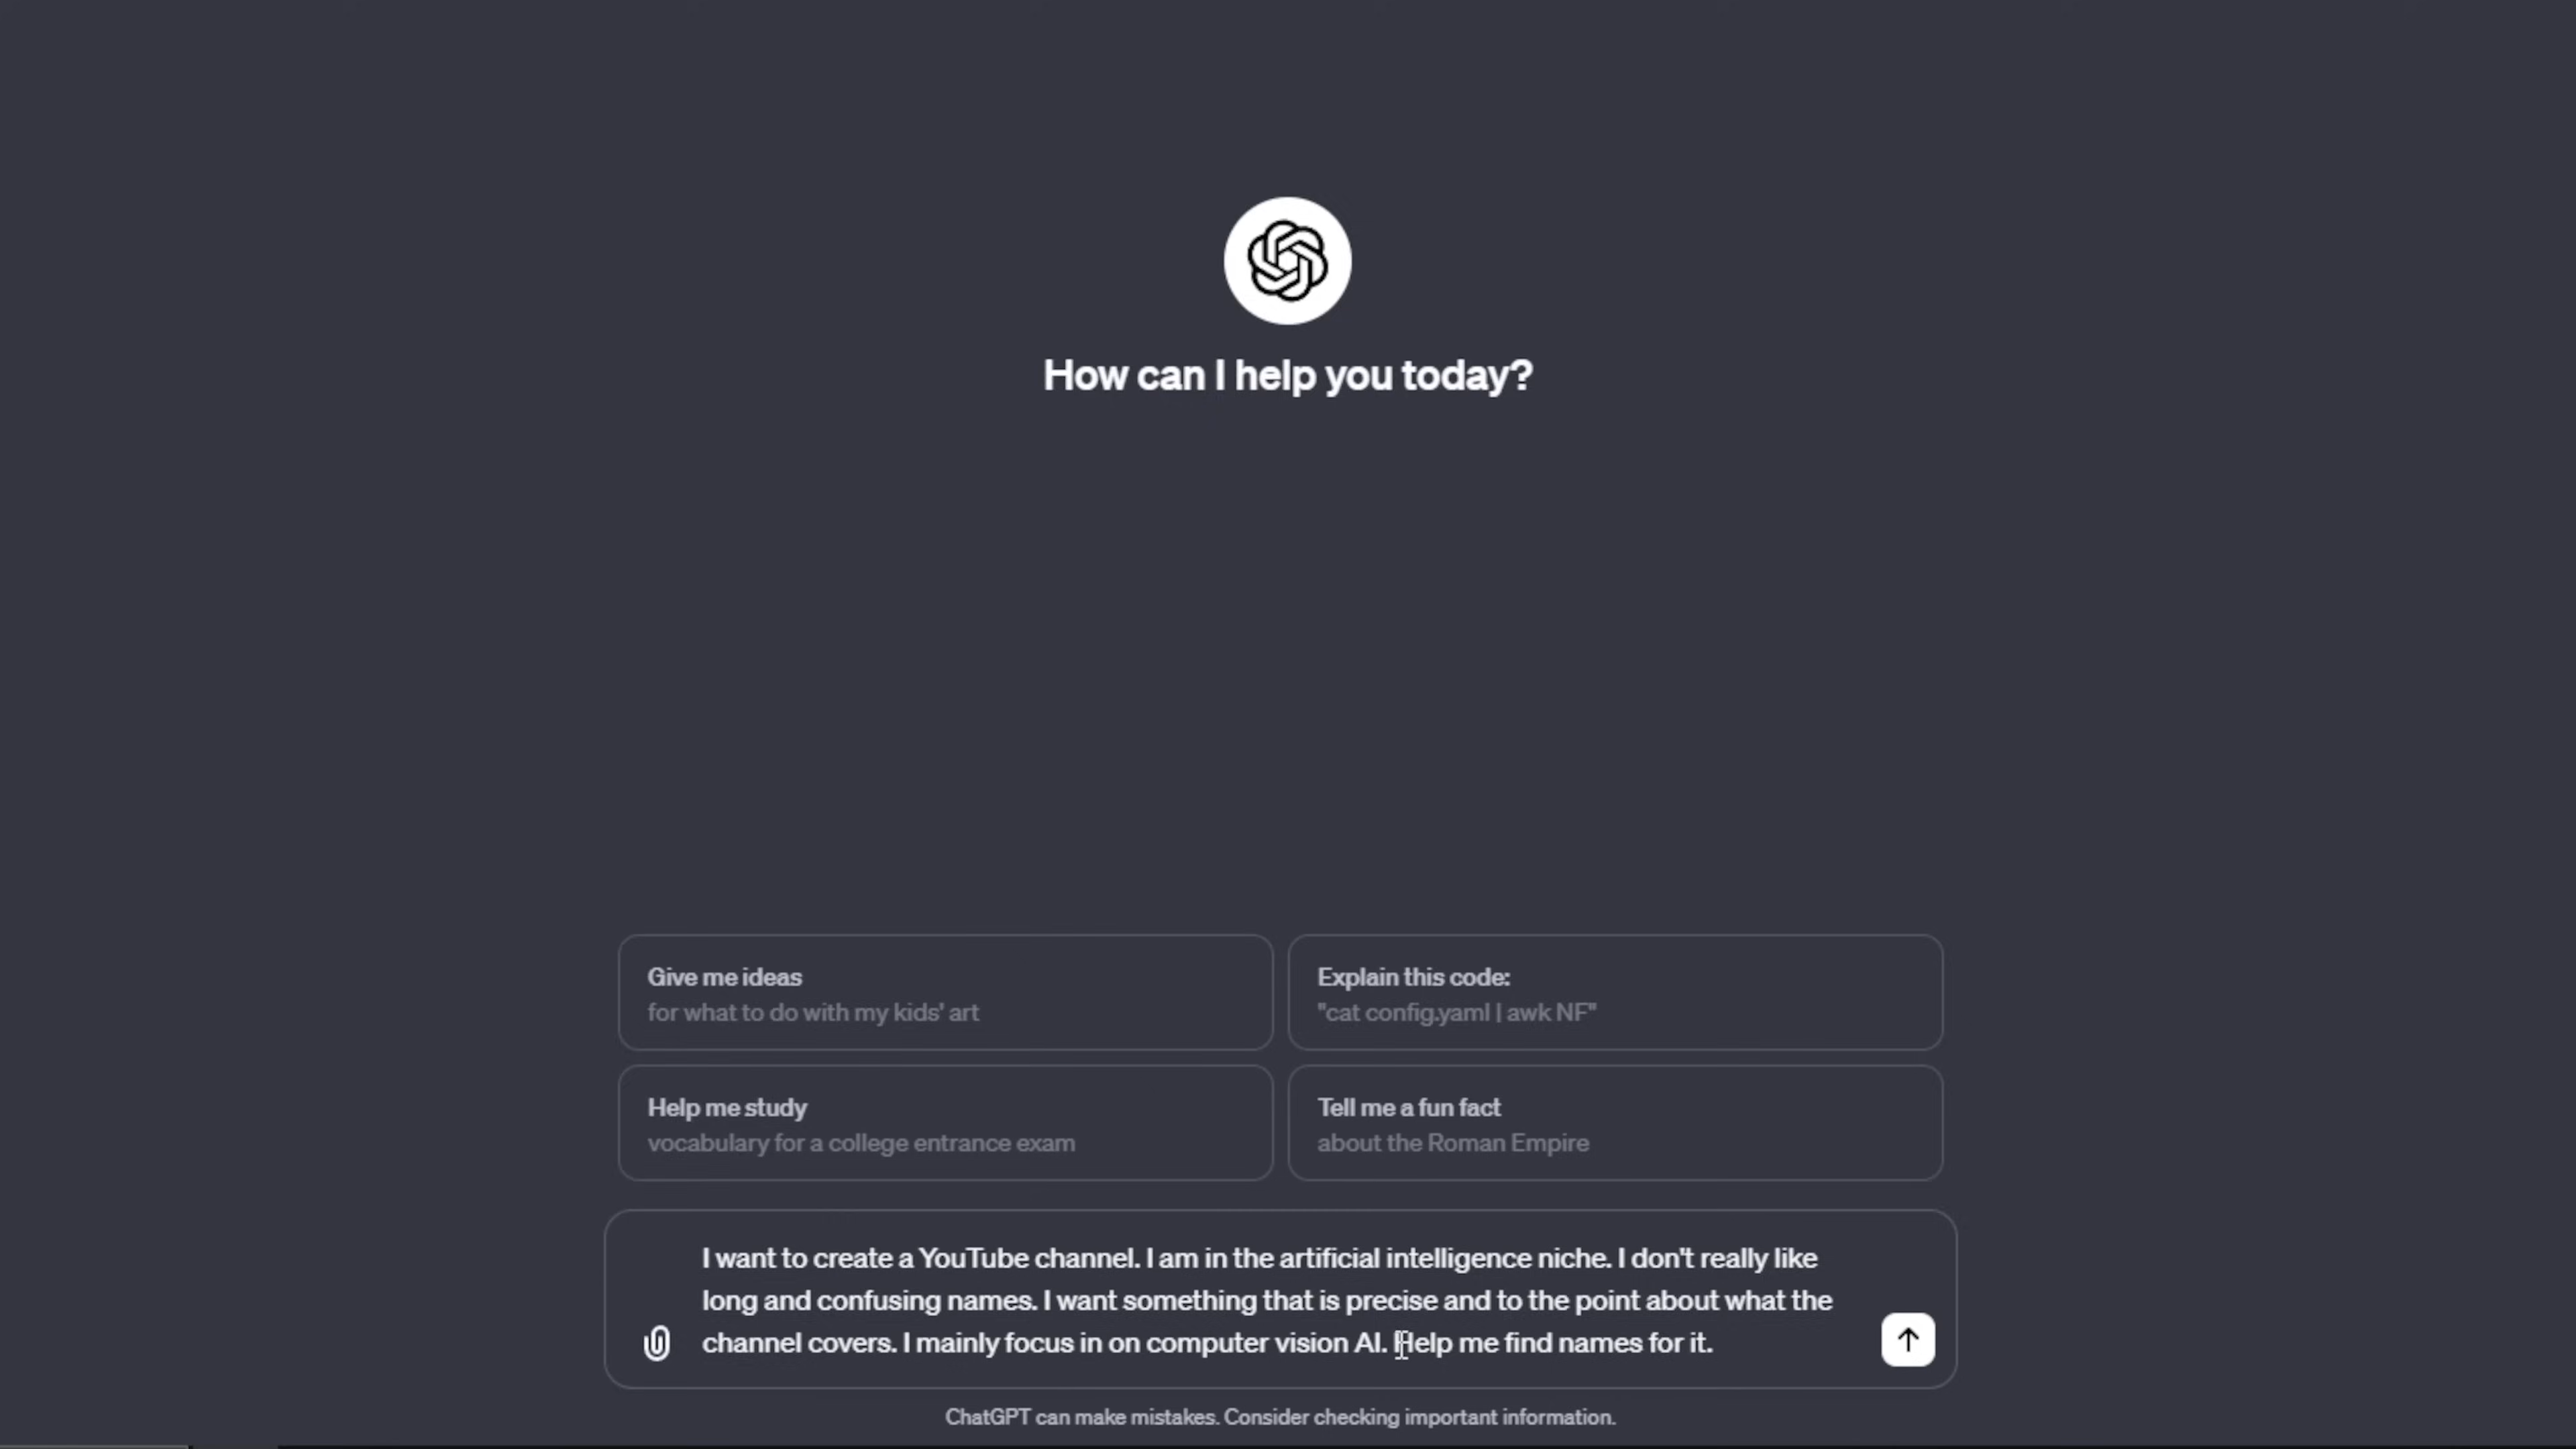 How can I help you today?
Give me ideas
for what to do with my kids' art
Explain this code:
"cat config.yaml | awk NF"
Help me study
vocabulary for a college entrance exam
Tell me a fun fact
about the Roman Empire
I want to create a YouTube channel. I am in the artificial intelligence niche. I don't really like
long and confusing names. I want something that is precise and to the point about what the
channel covers. I mainly focus in on computer vision AI. Help me find names for it.
ChatGPT can make mistakes. Consider checking important information.